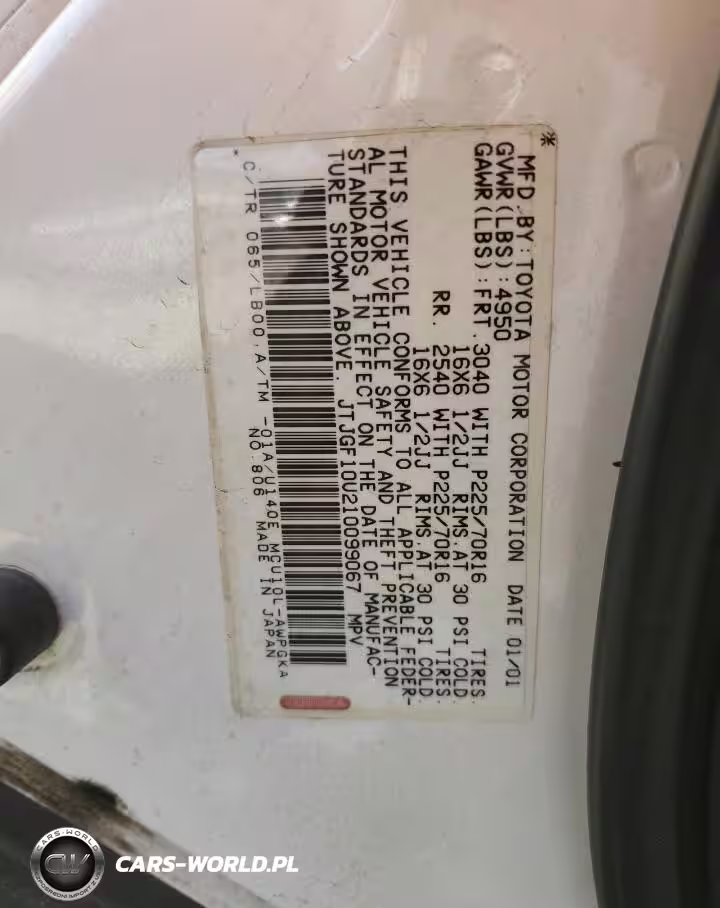 *
MFD. BY: TOYOTA MOTOR CORPORATION DATE 01/01
GVWR(LBS):4950
GAWR(LBS):FRT. 3040 WITH P225/70R16 TIRES.
16X6 1/2JJ RIMS.AT 30 PSI COLD.
RR. 2540 WITH P225/70R16 TIRES.
16X6 1/2JJ RIMS.AT 30 PSI COLD.
THIS VEHICLE CONFORMS TO ALL APPLICABLE FEDER-
AL MOTOR VEHICLE SAFETY AND THEFT PREVENTION
STANDARDS IN EFFECT ON THE DATE OF MANUFAC-
TURE SHOWN ABOVE. JTJGF10U210099067 MPV
* C/TR 065/LB00,A/TM -01A/U140E MCU10L-AWPGKA
NO.806 MADE IN JAPAN
CARS-WORLD
CW
CARS-WORLD.PL